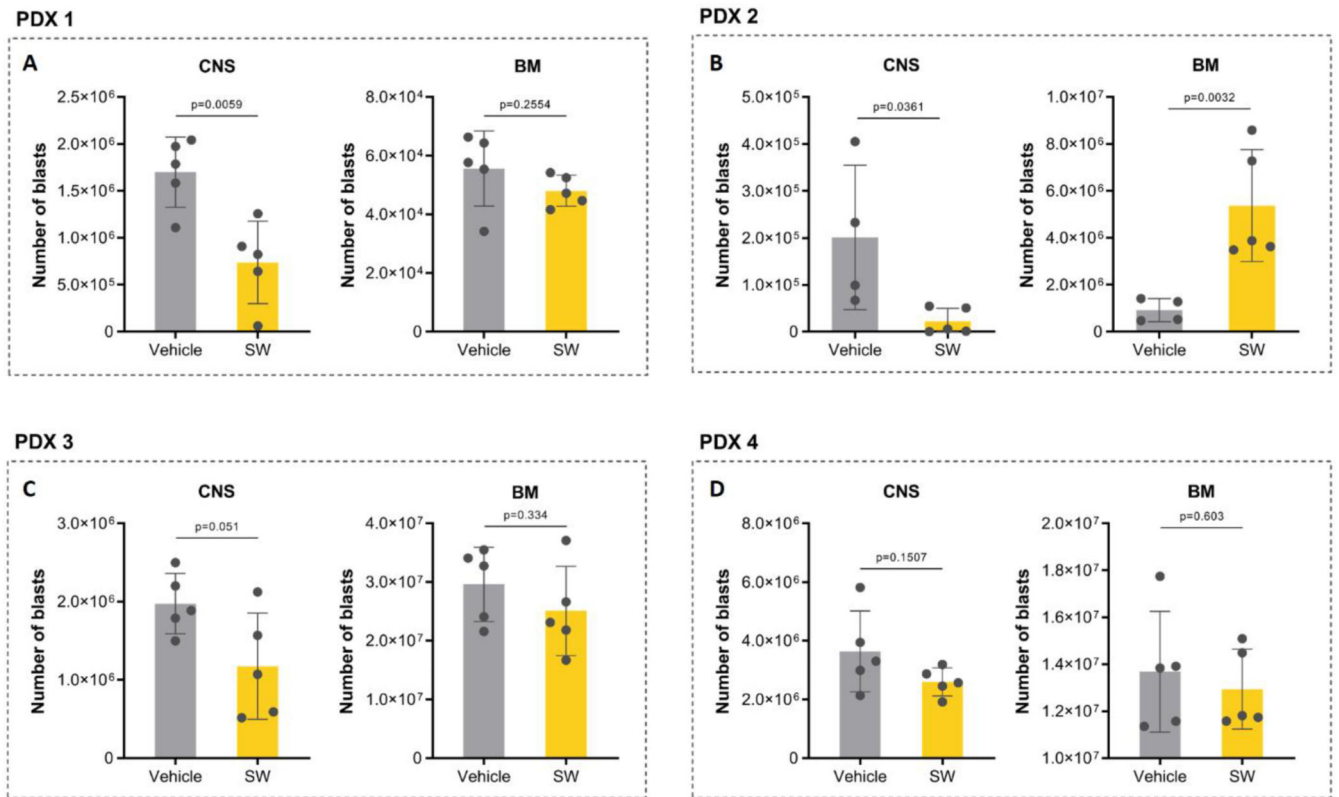 PDX 1
A
CNS
BM
Number of blasts
2.5×10⁶
2.0×10⁶
1.5×10⁶
1.0×10⁶
5.0×10⁵
0
p=0.0059
Vehicle
SW
Number of blasts
8.0×10⁴
6.0×10⁴
4.0×10⁴
2.0×10⁴
0
p=0.2554
Vehicle
SW
PDX 2
B
CNS
BM
Number of blasts
5.0×10⁵
4.0×10⁵
3.0×10⁵
2.0×10⁵
1.0×10⁵
0
p=0.0361
Vehicle
SW
Number of blasts
1.0×10⁷
8.0×10⁶
6.0×10⁶
4.0×10⁶
2.0×10⁶
0
p=0.0032
Vehicle
SW
PDX 3
C
CNS
BM
Number of blasts
3.0×10⁶
2.0×10⁶
1.0×10⁶
0
p=0.051
Vehicle
SW
Number of blasts
4.0×10⁷
3.0×10⁷
2.0×10⁷
1.0×10⁷
0
p=0.334
Vehicle
SW
PDX 4
D
CNS
BM
Number of blasts
8.0×10⁶
6.0×10⁶
4.0×10⁶
2.0×10⁶
0
p=0.1507
Vehicle
SW
Number of blasts
2.0×10⁷
1.8×10⁷
1.6×10⁷
1.4×10⁷
1.2×10⁷
1.0×10⁷
p=0.603
Vehicle
SW